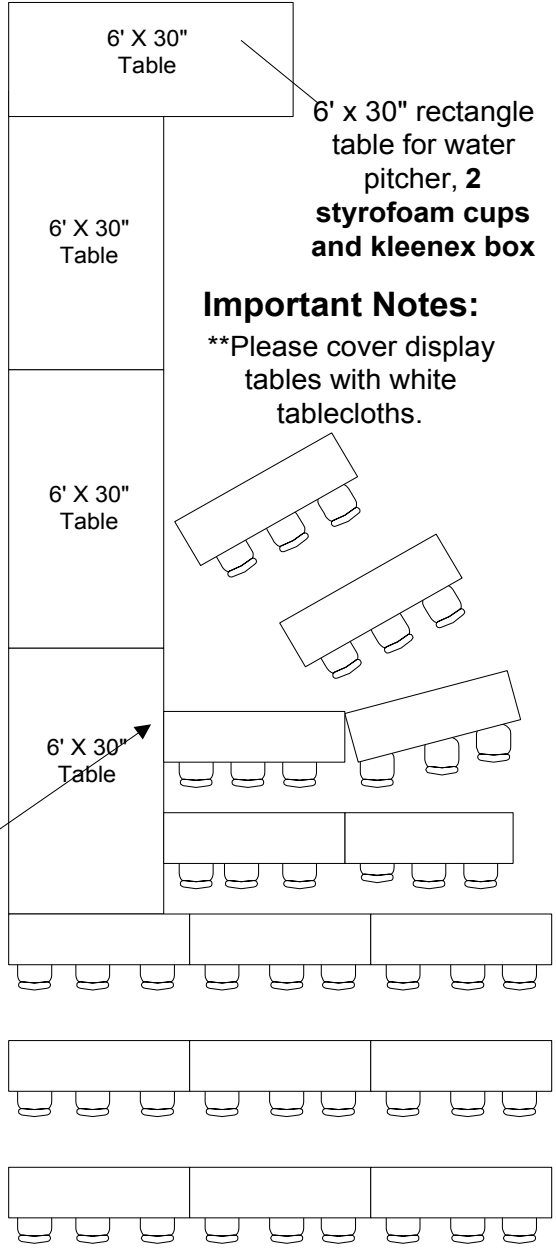 6' X 30"
Table
6' x 30" rectangle
table for water
pitcher, 2
styrofoam cups
and kleenex box
6' X 30"
Table
Important Notes:
**Please cover display
tables with white
tablecloths.
6' X 30"
Table
6' X 30"
Table